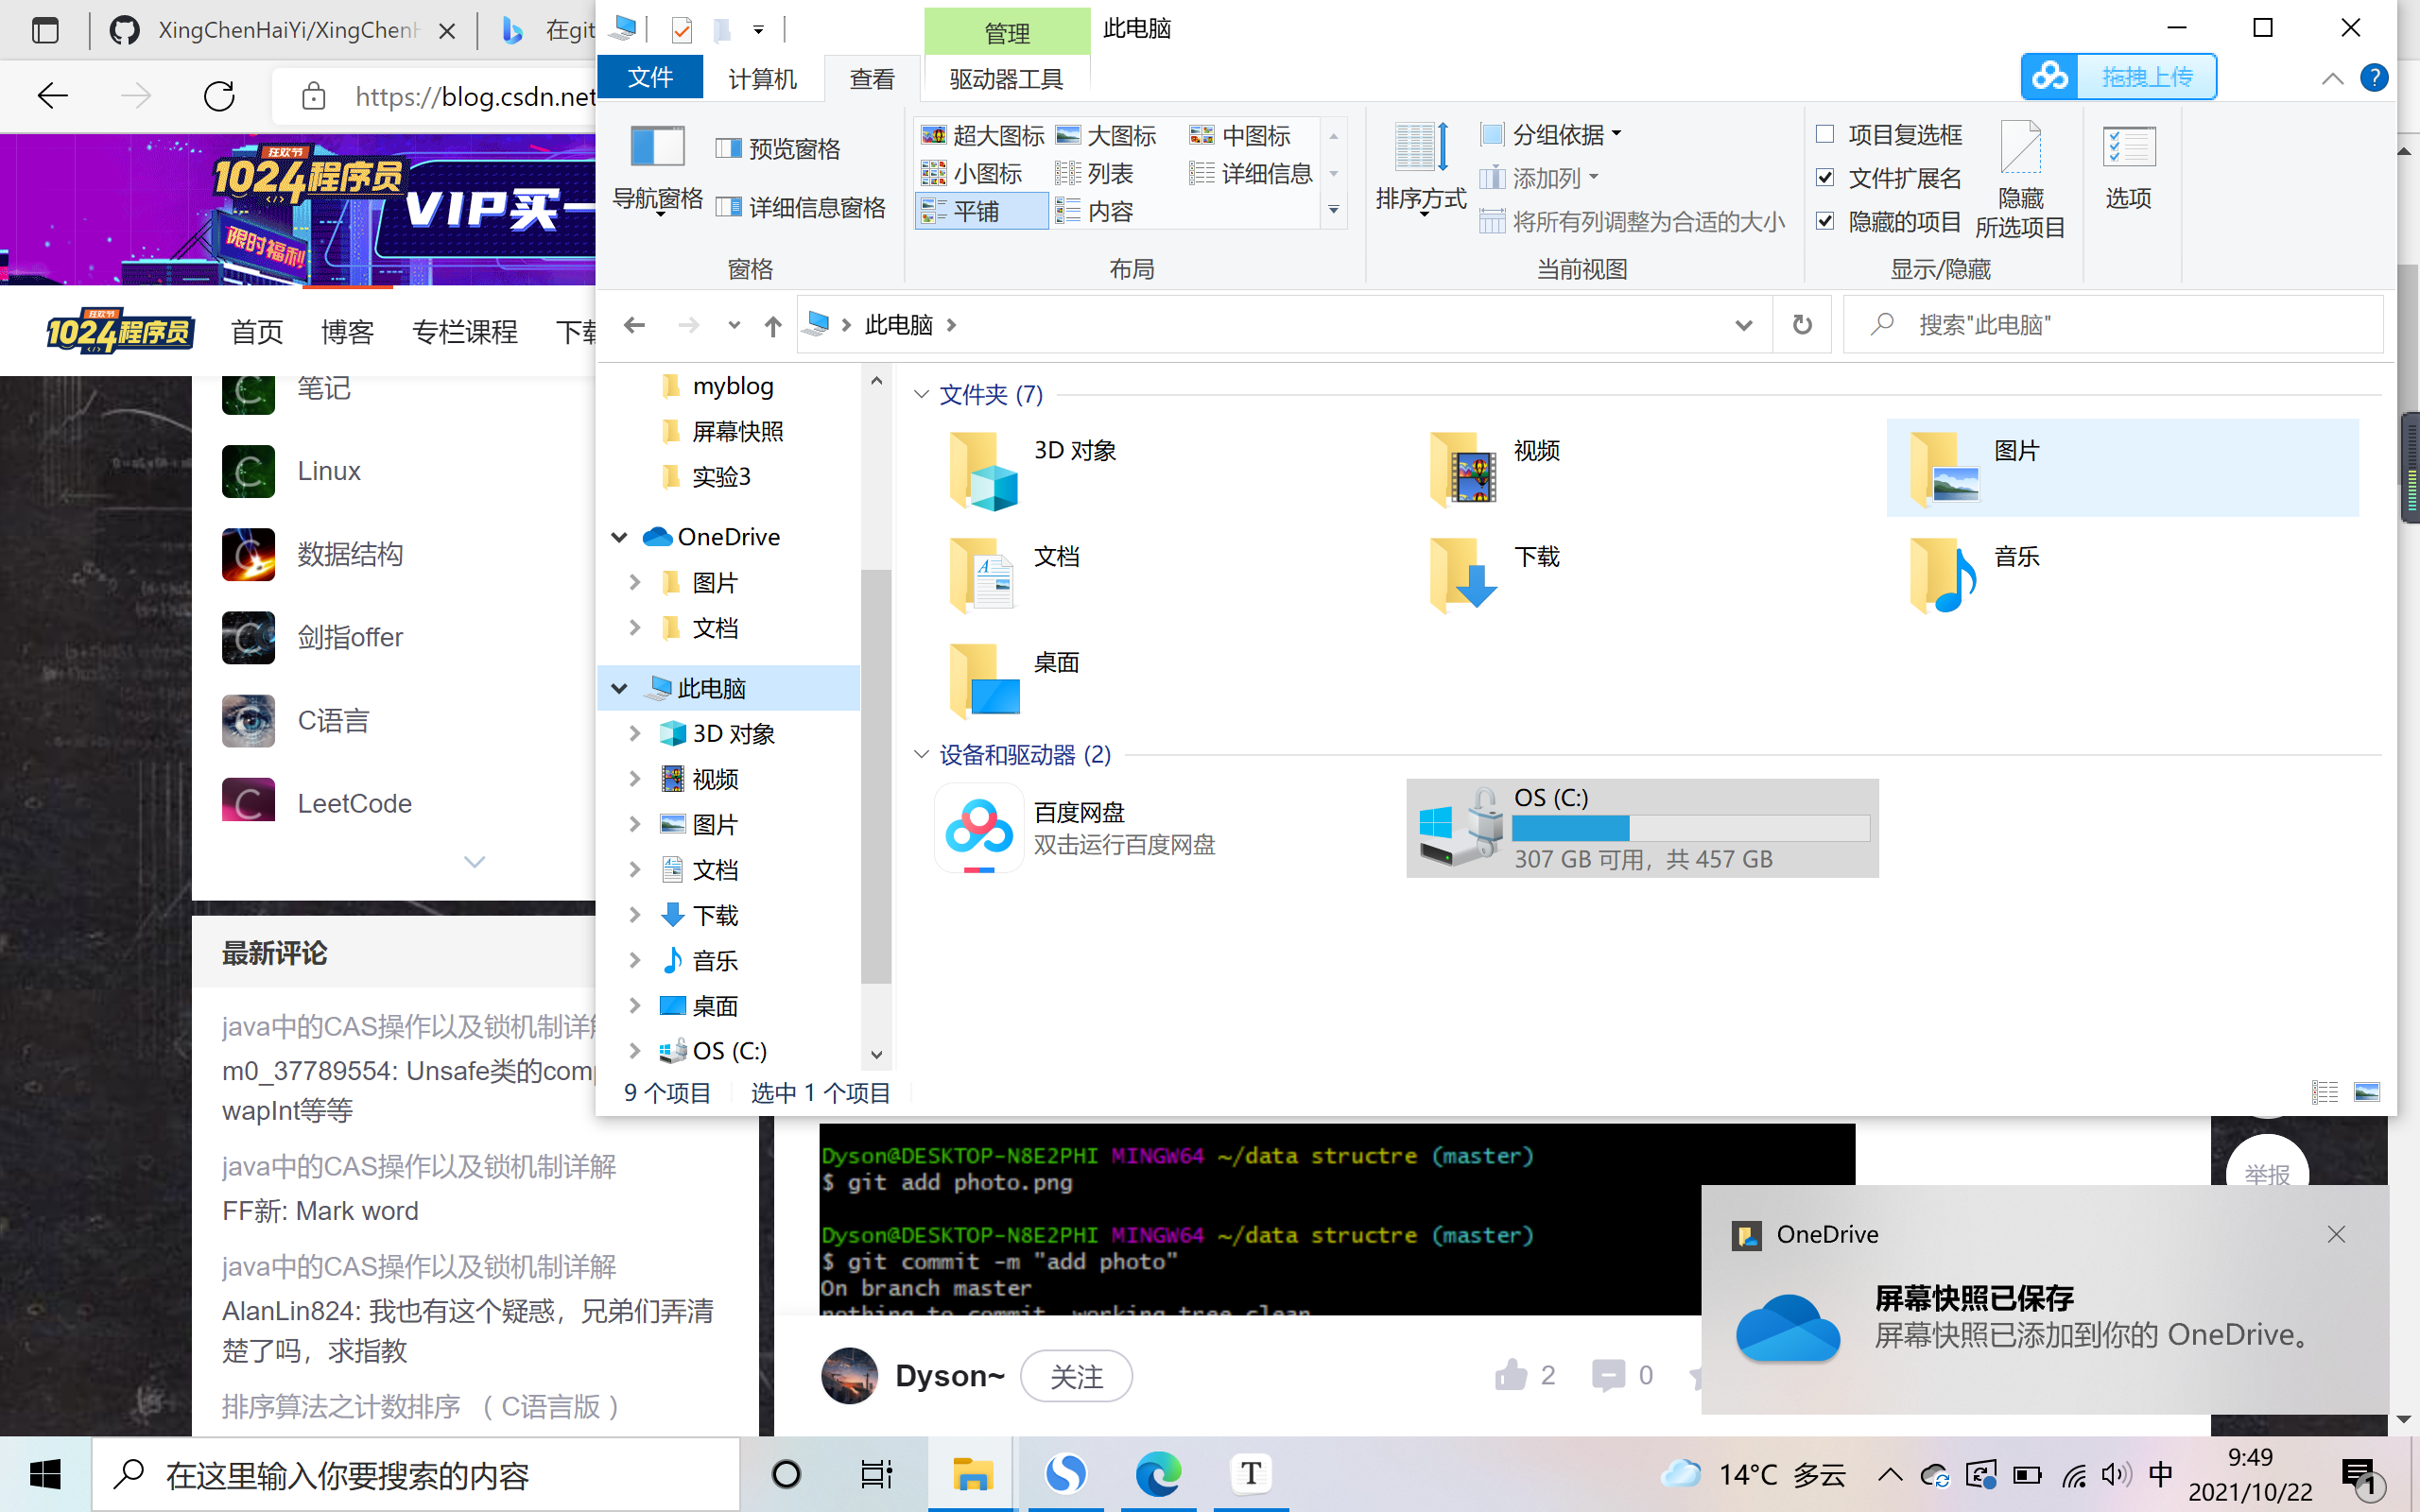 XingChenHaiYi/XingChenH
在git
https://blog.csdn.net
狂欢节
1024程序员
VIP买一
限时福利
狂欢节
1024程序员
首页 博客 专栏课程 下载
笔记
Linux
数据结构
剑指offer
C语言
LeetCode
最新评论
java中的CAS操作以及锁机制详解
m0_37789554: Unsafe类的comp
wapInt等等
java中的CAS操作以及锁机制详解
FF新: Mark word
java中的CAS操作以及锁机制详解
AlanLin824: 我也有这个疑惑，兄弟们弄清
楚了吗，求指教
排序算法之计数排序 （C语言版）
管理
此电脑
文件
计算机
查看
驱动器工具
拖拽上传
导航窗格
预览窗格
详细信息窗格
窗格
超大图标
大图标
中图标
小图标
列表
详细信息
平铺
内容
布局
排序方式
分组依据
添加列
将所有列调整为合适的大小
当前视图
项目复选框
文件扩展名
隐藏的项目
隐藏
所选项目
显示/隐藏
选项
此电脑
搜索"此电脑"
myblog
屏幕快照
实验3
OneDrive
图片
文档
此电脑
3D 对象
视频
图片
文档
下载
音乐
桌面
OS (C:)
文件夹 (7)
3D 对象
视频
图片
文档
下载
音乐
桌面
设备和驱动器 (2)
百度网盘
双击运行百度网盘
OS (C:)
307 GB 可用，共 457 GB
9 个项目
选中 1 个项目
Dyson@DESKTOP-N8E2PHI MINGW64 ~/data structre (master)
$ git add photo.png
Dyson@DESKTOP-N8E2PHI MINGW64 ~/data structre (master)
$ git commit -m "add photo"
On branch master
nothing to commit, working tree clean
举报
Dyson~
关注
2
0
OneDrive
屏幕快照已保存
屏幕快照已添加到你的 OneDrive。
在这里输入你要搜索的内容
T
14°C 多云
中
9:49
2021/10/22
1